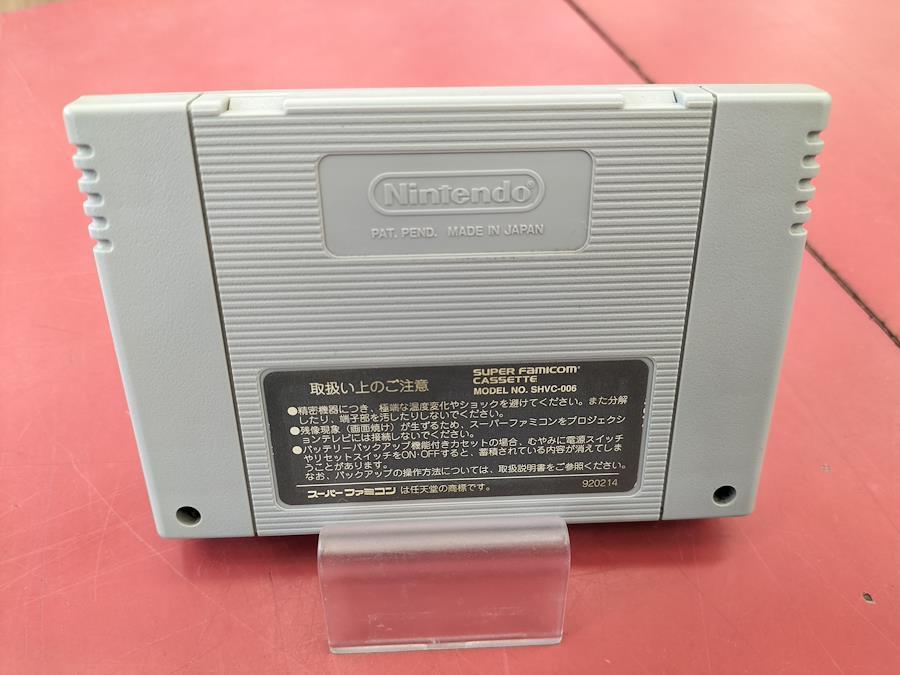 Nintendo®
PAT. PEND. MADE IN JAPAN
取扱い上のご注意
SUPER FAMICOM
CASSETTE
MODEL NO. SHVC-006
●精密機器につき、極端な温度変化やショックを避けてください。また分解
したり、端子部を汚したりしないでください。
●残像現象（画面焼け）が生ずるため、スーパーファミコンをプロジェクシ
ョンテレビには接続しないでください。
●バッテリーバックアップ機能付きカセットの場合、むやみに電源スイッチ
やリセットスイッチをON・OFFすると、蓄積されている内容が消えてしま
うことがあります。
なお、バックアップの操作方法については、取扱説明書をご参照ください。
スーパーファミコンは任天堂の商標です。
920214